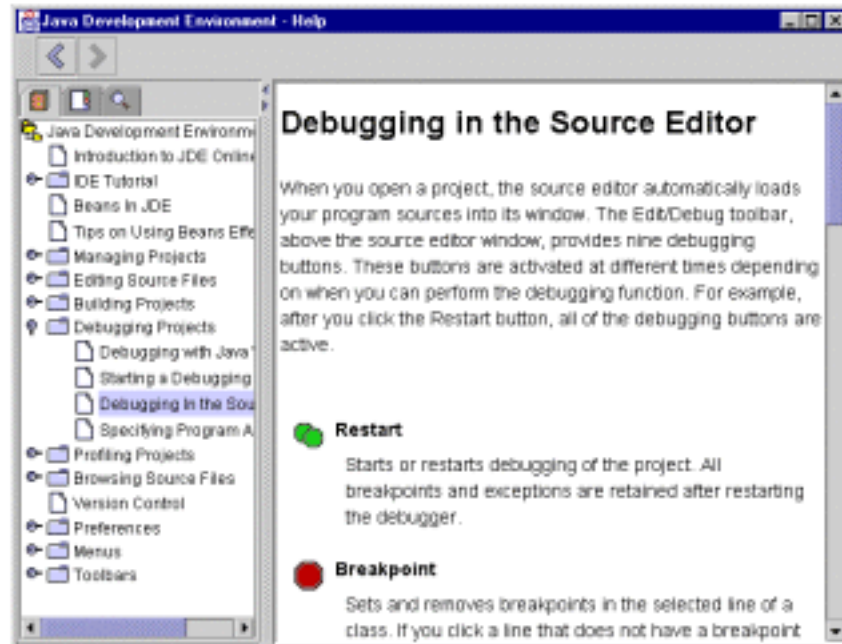 Java Development Environment - Help
Java Development Environm
Introduction to JDE Online
IDE Tutorial
Beans in JDE
Tips on Using Beans Effe
Managing Projects
Editing Source Files
Building Projects
Debugging Projects
Debugging with Java
Starting a Debugging
Debugging in the Sou
Specifying Program A
Profiling Projects
Browsing Source Files
Version Control
Preferences
Menus
Toolbars
Debugging in the Source Editor
When you open a project, the source editor automatically loads
your program sources into its window. The Edit/Debug toolbar,
above the source editor window, provides nine debugging
buttons. These buttons are activated at different times depending
on when you can perform the debugging function. For example,
after you click the Restart button, all of the debugging buttons are
active.
Restart
Starts or restarts debugging of the project. All
breakpoints and exceptions are retained after restarting
the debugger.
Breakpoint
Sets and removes breakpoints in the selected line of a
class. If you click a line that does not have a breakpoint